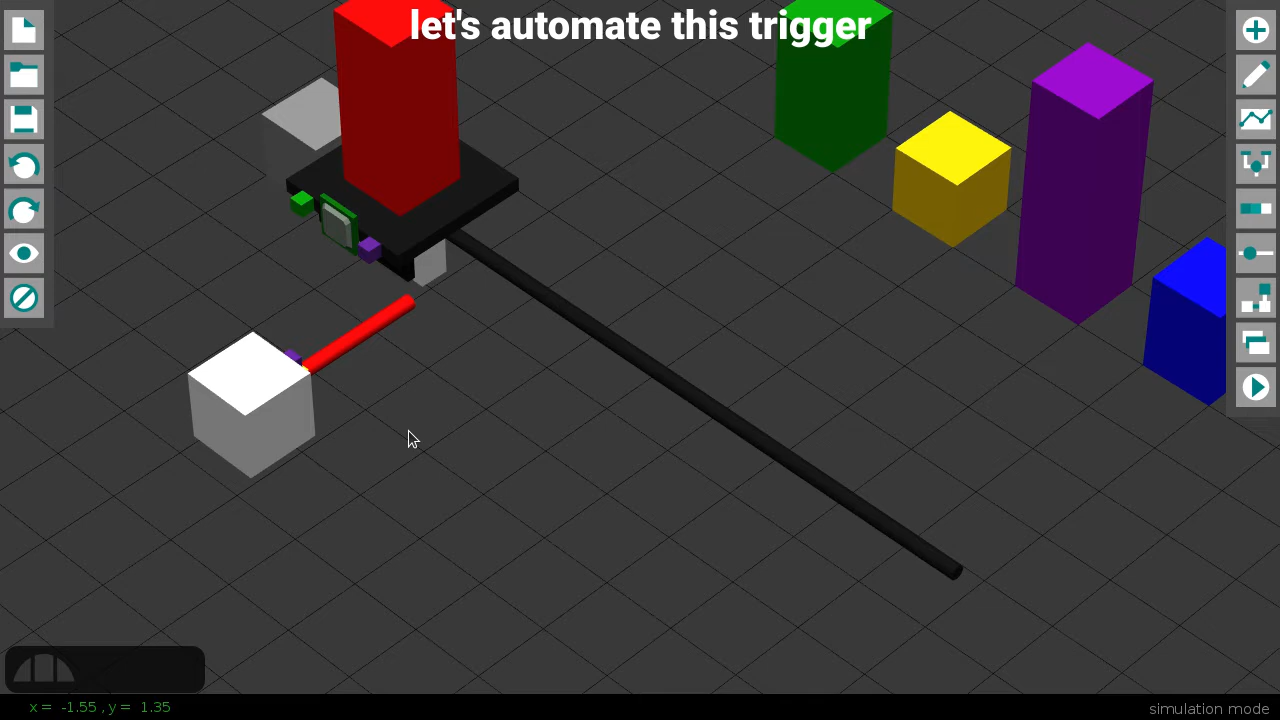 let's automate this trigger
x = -1.55 , y = 1.35
simulation mode